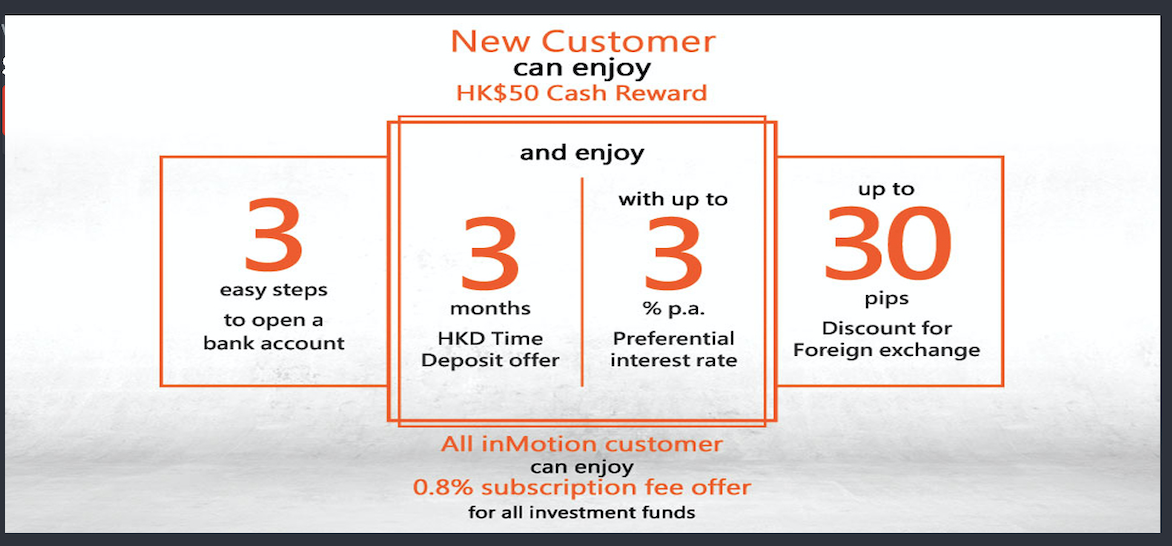 New Customer
can enjoy
HK$50 Cash Reward
3
easy steps
to open a
bank account
and enjoy
3
months
HKD Time
Deposit offer
with up to
3
% p.a.
Preferential
interest rate
up to
30
pips
Discount for
Foreign exchange
All inMotion customer
can enjoy
0.8% subscription fee offer
for all investment funds